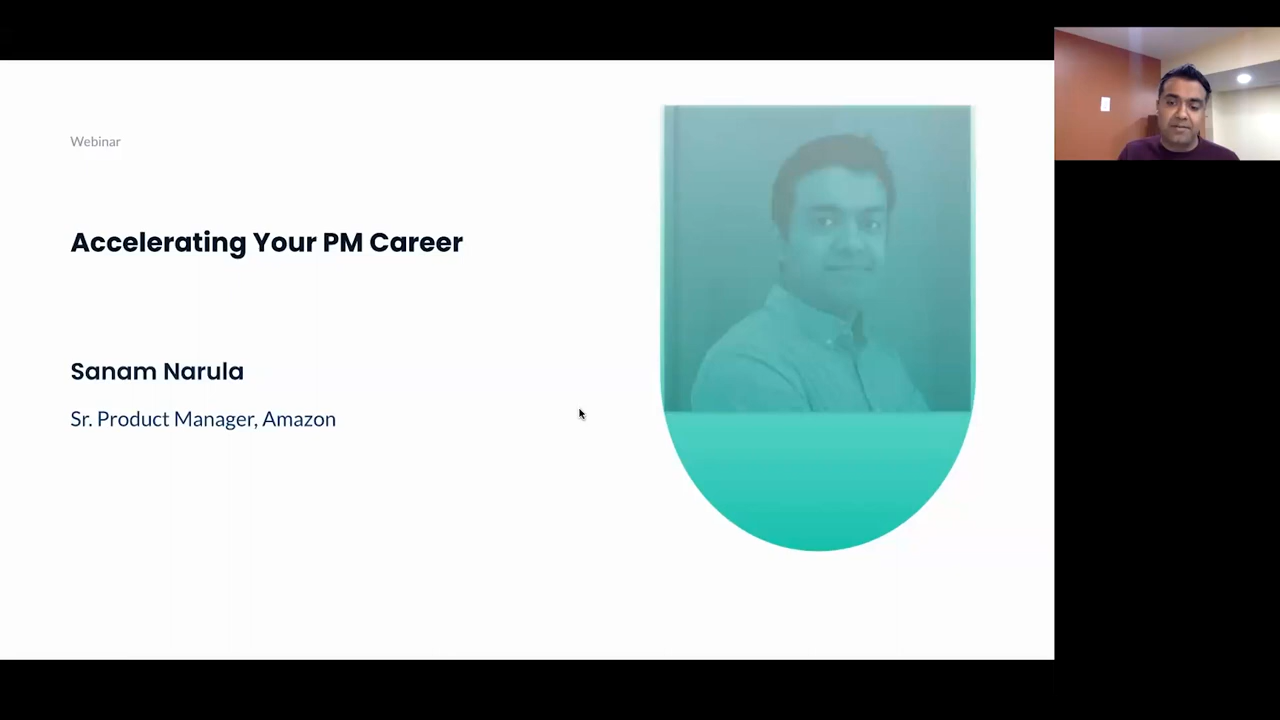 Webinar
Accelerating Your PM Career
Sanam Narula
Sr. Product Manager, Amazon